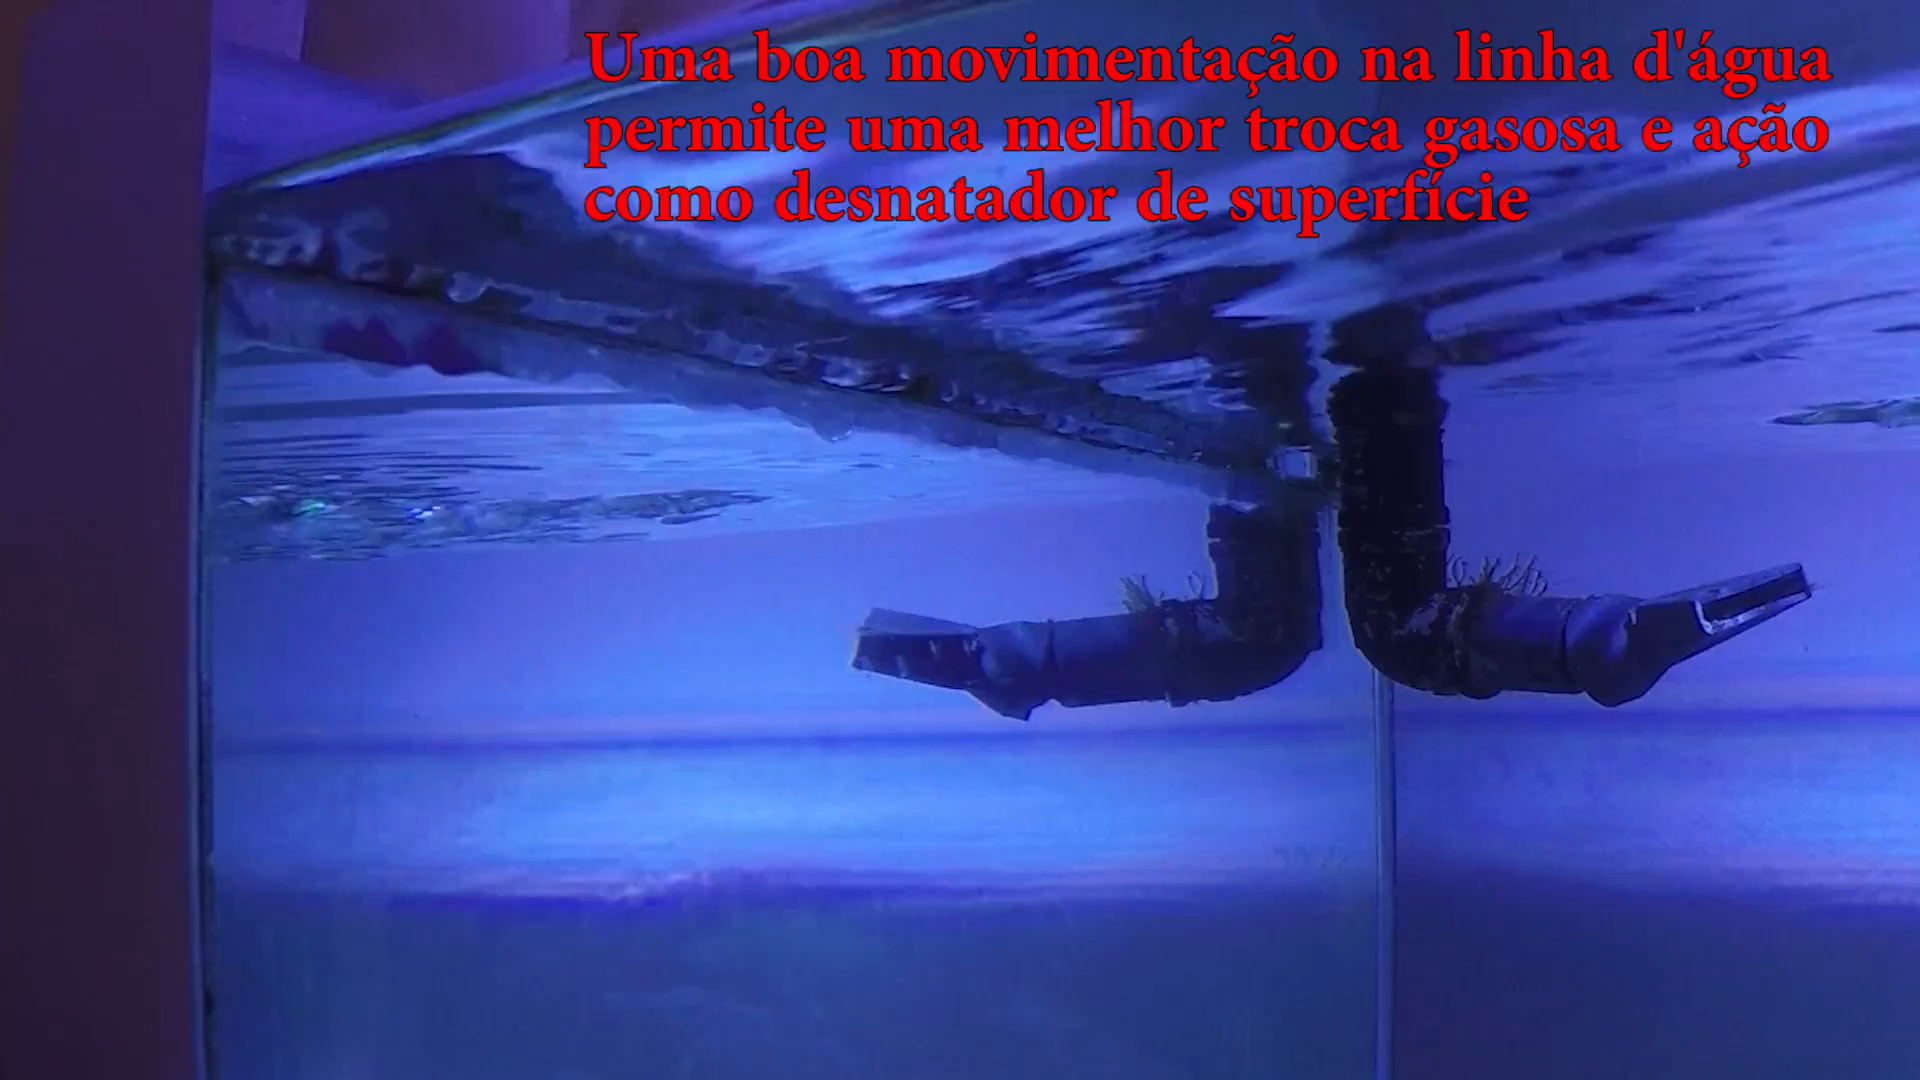 Uma boa movimentação na linha d'água
permite uma melhor troca gasosa e ação
como desnatador de superfície